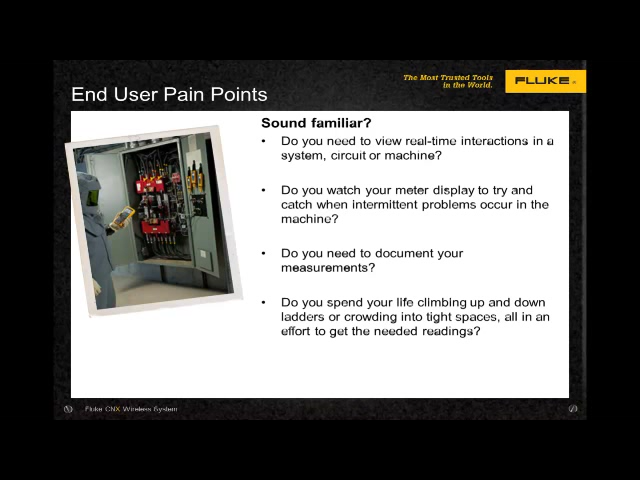 The Most Trusted Tools
in the World.
FLUKE
End User Pain Points
Sound familiar?
• Do you need to view real-time interactions in a
system, circuit or machine?
• Do you watch your meter display to try and
catch when intermittent problems occur in the
machine?
• Do you need to document your
measurements?
• Do you spend your life climbing up and down
ladders or crowding into tight spaces, all in an
effort to get the needed readings?
Fluke CNX Wireless System